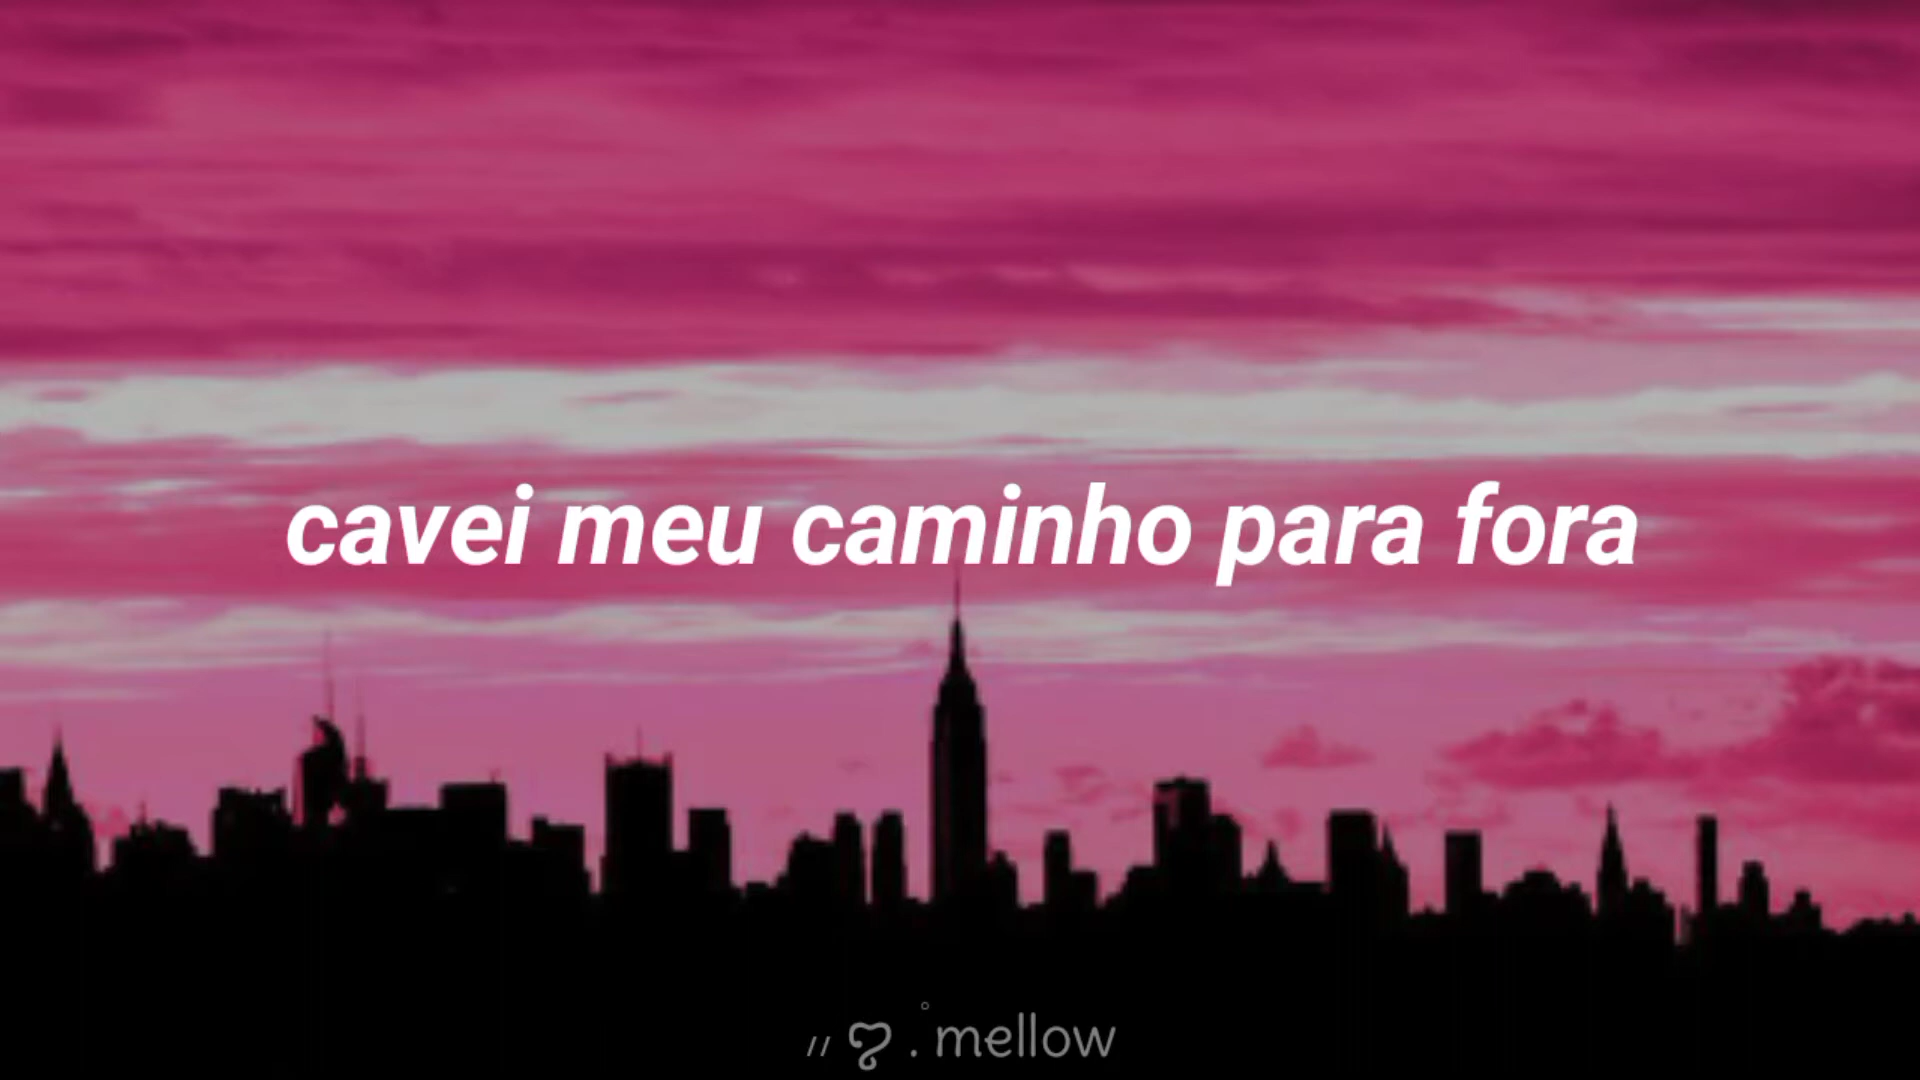 cavei meu caminho para fora
// ღ . ˚mellow